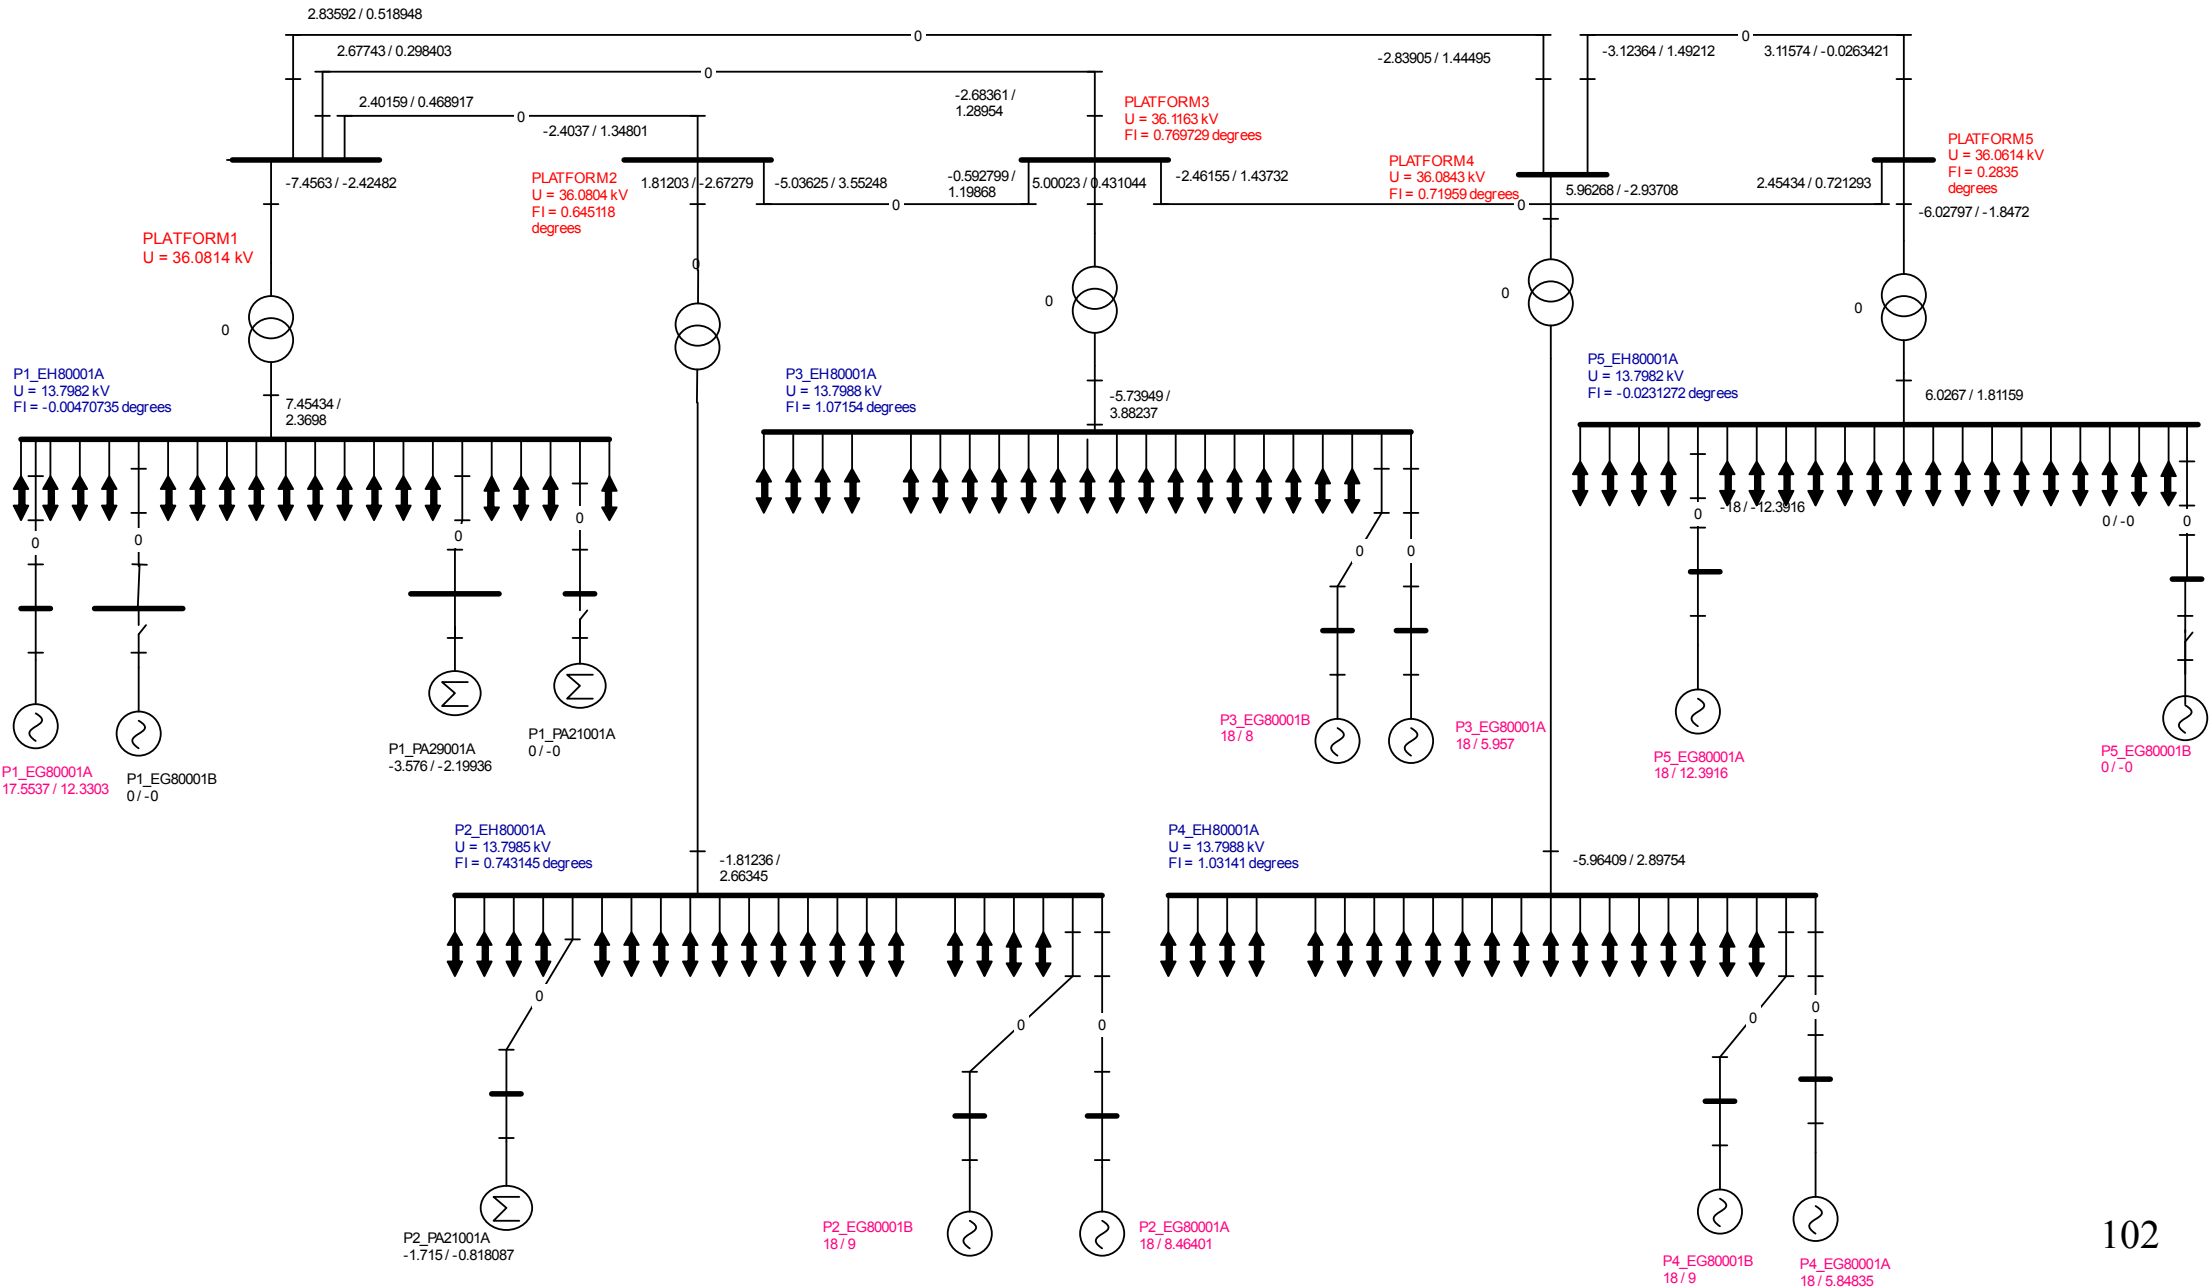 2.83592 / 0.518948
0
2.67743 / 0.298403
-2.83905 / 1.44495
-3.12364 / 1.49212
0
3.11574 / -0.0263421
0
2.40159 / 0.468917
0
-2.4037 / 1.34801
-2.68361 /
1.28954
PLATFORM3
U = 36.1163 kV
FI = 0.769729 degrees
PLATFORM5
U = 36.0614 kV
FI = 0.2835
degrees
-7.4563 / -2.42482
PLATFORM2
U = 36.0804 kV
FI = 0.645118
degrees
1.81203 / -2.67279
-5.03625 / 3.55248
0
-0.592799 /
1.19868
5.00023 / 0.431044
-2.46155 / 1.43732
PLATFORM4
U = 36.0843 kV
FI = 0.71959 degrees
0
5.96268 / -2.93708
2.45434 / 0.721293
-6.02797 / -1.8472
PLATFORM1
U = 36.0814 kV
0
0
0
0
0
P1_EH80001A
U = 13.7982 kV
FI = -0.00470735 degrees
7.45434 /
2.3698
P3_EH80001A
U = 13.7988 kV
FI = 1.07154 degrees
-5.73949 /
3.88237
P5_EH80001A
U = 13.7982 kV
FI = -0.0231272 degrees
6.0267 / 1.81159
0
0
0
0
0
0
0
-18 / -12.3916
0 / -0
0
P1_EG80001A
17.5537 / 12.3303
P1_EG80001B
0 / -0
P1_PA29001A
-3.576 / -2.19936
P1_PA21001A
0 / -0
P3_EG80001B
18 / 8
P3_EG80001A
18 / 5.957
P5_EG80001A
18 / 12.3916
P5_EG80001B
0 / -0
P2_EH80001A
U = 13.7985 kV
FI = 0.743145 degrees
-1.81236 /
2.66345
P4_EH80001A
U = 13.7988 kV
FI = 1.03141 degrees
-5.96409 / 2.89754
0
0
0
0
0
P2_PA21001A
-1.715 / -0.818087
P2_EG80001B
18 / 9
P2_EG80001A
18 / 8.46401
P4_EG80001B
18 / 9
P4_EG80001A
18 / 5.84835
102